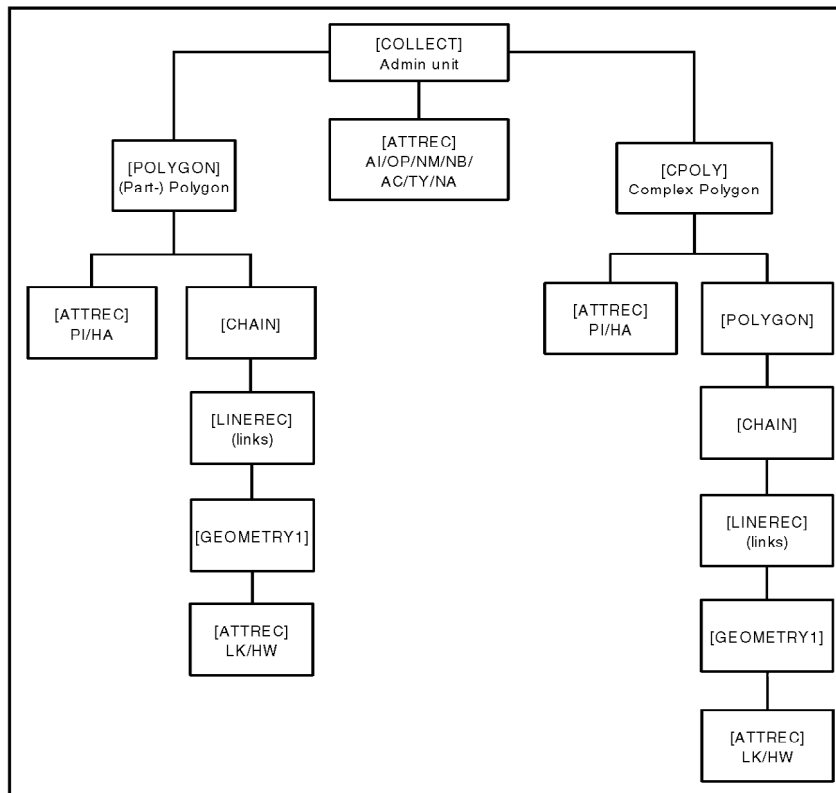 [COLLECT]
Admin unit
[ATTREC]
AI/OP/NM/NB/
AC/TY/NA
[POLYGON]
(Part-) Polygon
[CPOLY]
Complex Polygon
[ATTREC]
PI/HA
[CHAIN]
[ATTREC]
PI/HA
[POLYGON]
[LINEREC]
(links)
[CHAIN]
[GEOMETRY1]
[LINEREC]
(links)
[ATTREC]
LK/HW
[GEOMETRY1]
[ATTREC]
LK/HW